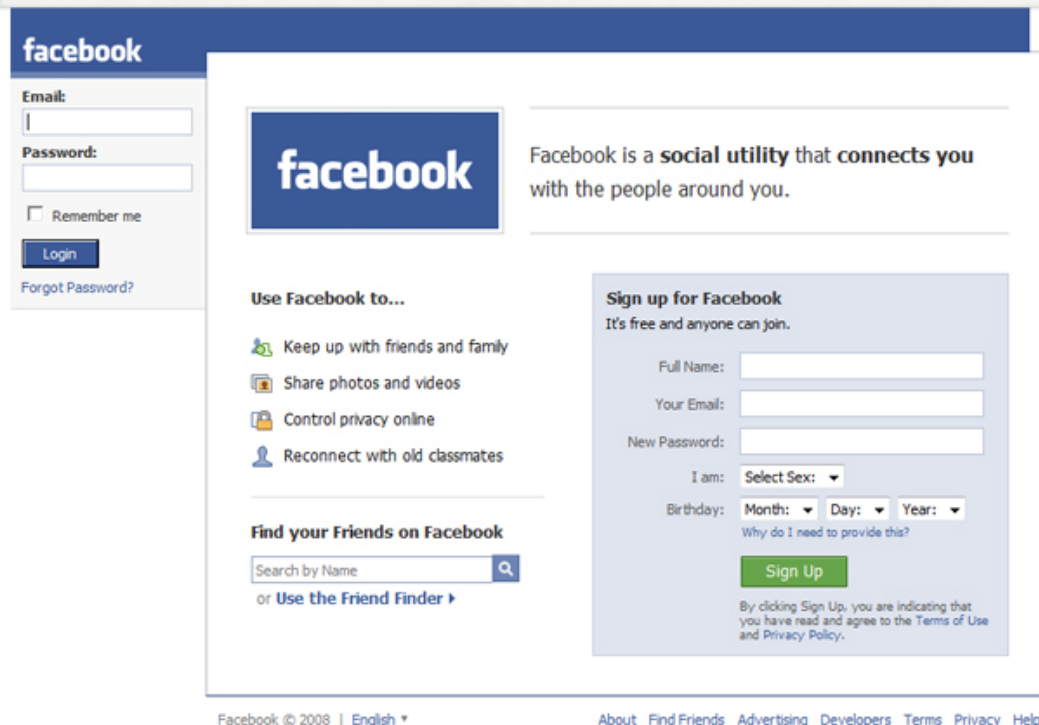 facebook
Email:
Password:
Remember me
Login
Forgot Password?
facebook
Facebook is a social utility that connects you
with the people around you.
Use Facebook to...
Keep up with friends and family
Share photos and videos
Control privacy online
Reconnect with old classmates
Find your Friends on Facebook
Search by Name
or Use the Friend Finder
Sign up for Facebook
It's free and anyone can join.
Full Name:
Your Email:
New Password:
I am: Select Sex:
Birthday: Month: Day: Year:
Why do I need to provide this?
Sign Up
By clicking Sign Up, you are indicating that
you have read and agree to the Terms of Use
and Privacy Policy.
Facebook © 2008 | English
About Find Friends Advertising Developers Terms Privacy Help